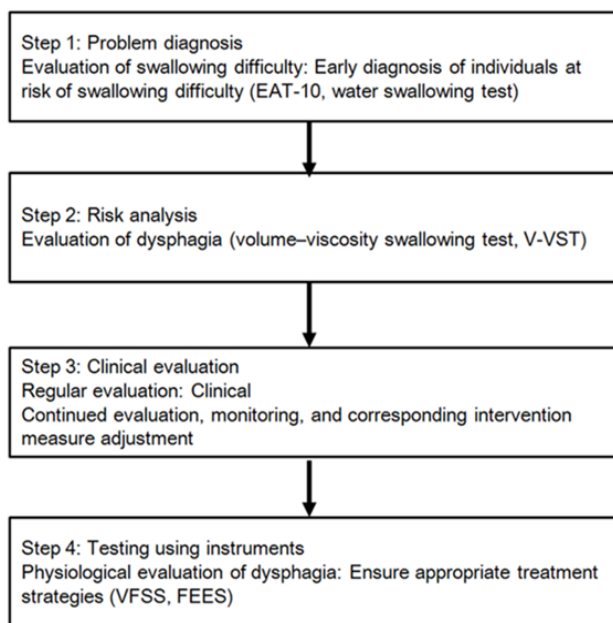 Step 1: Problem diagnosis
Evaluation of swallowing difficulty: Early diagnosis of individuals at
risk of swallowing difficulty (EAT-10, water swallowing test)
Step 2: Risk analysis
Evaluation of dysphagia (volume–viscosity swallowing test, V-VST)
Step 3: Clinical evaluation
Regular evaluation: Clinical
Continued evaluation, monitoring, and corresponding intervention
measure adjustment
Step 4: Testing using instruments
Physiological evaluation of dysphagia: Ensure appropriate treatment
strategies (VFSS, FEES)